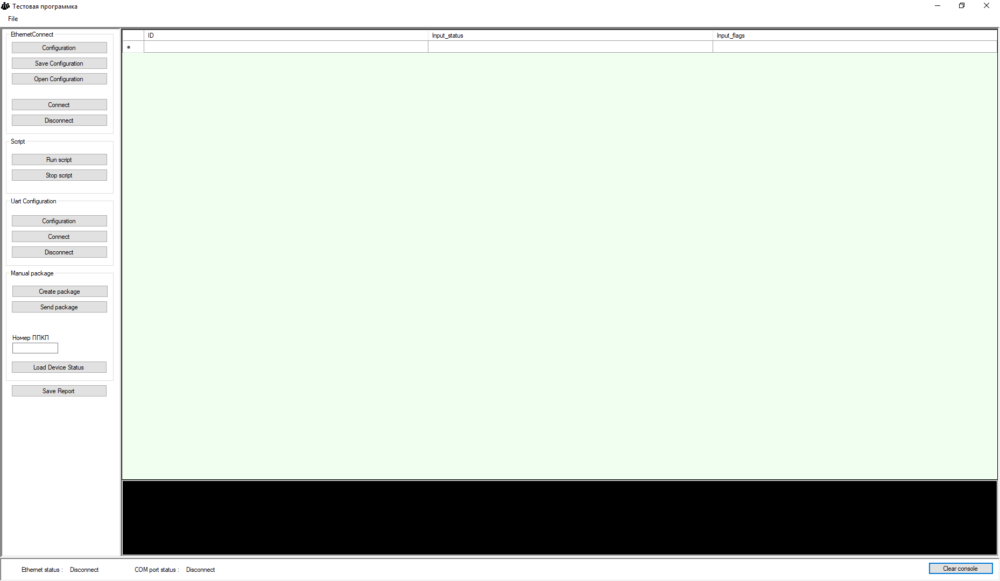 Тестовая программка
File
EthernetConnect
Configuration
Save Configuration
Open Configuration
Connect
Disconnect
Script
Run script
Stop script
Uart Configuration
Configuration
Connect
Disconnect
Manual package
Create package
Send package
Номер ППКП
Load Device Status
Save Report
ID Input_status Input_flags
*
Ethernet status : Disconnect COM port status : Disconnect
Clear console